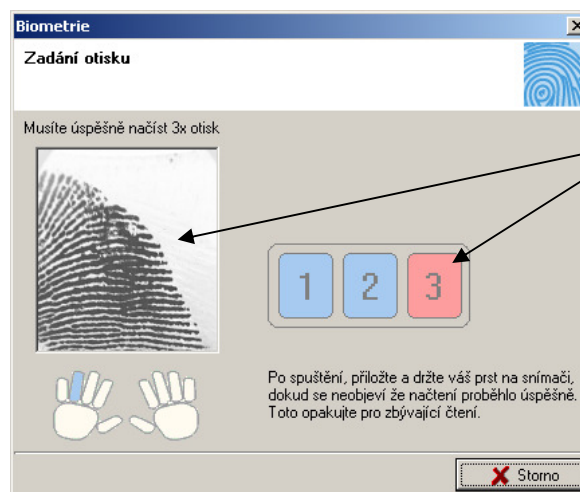 Biometrie
Zadání otisku
Musíte úspěšně načíst 3x otisk
1 2 3
Po spuštění, přiložte a držte váš prst na snímači,
dokud se neobjeví že načtení proběhlo úspěšně.
Toto opakujte pro zbývající čtení.
Storno